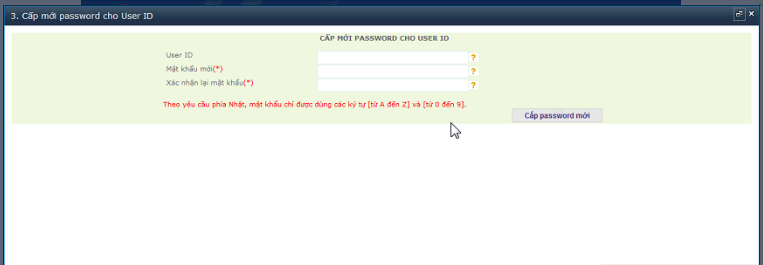 3. Cấp mới password cho User ID
CẤP MỚI PASSWORD CHO USER ID
User ID ?
Mật khẩu mới(*) ?
Xác nhận lại mật khẩu(*) ?
Theo yêu cầu phía Nhật, mật khẩu chỉ được dùng các ký tự [từ A đến Z] và [từ 0 đến 9].
Cấp password mới